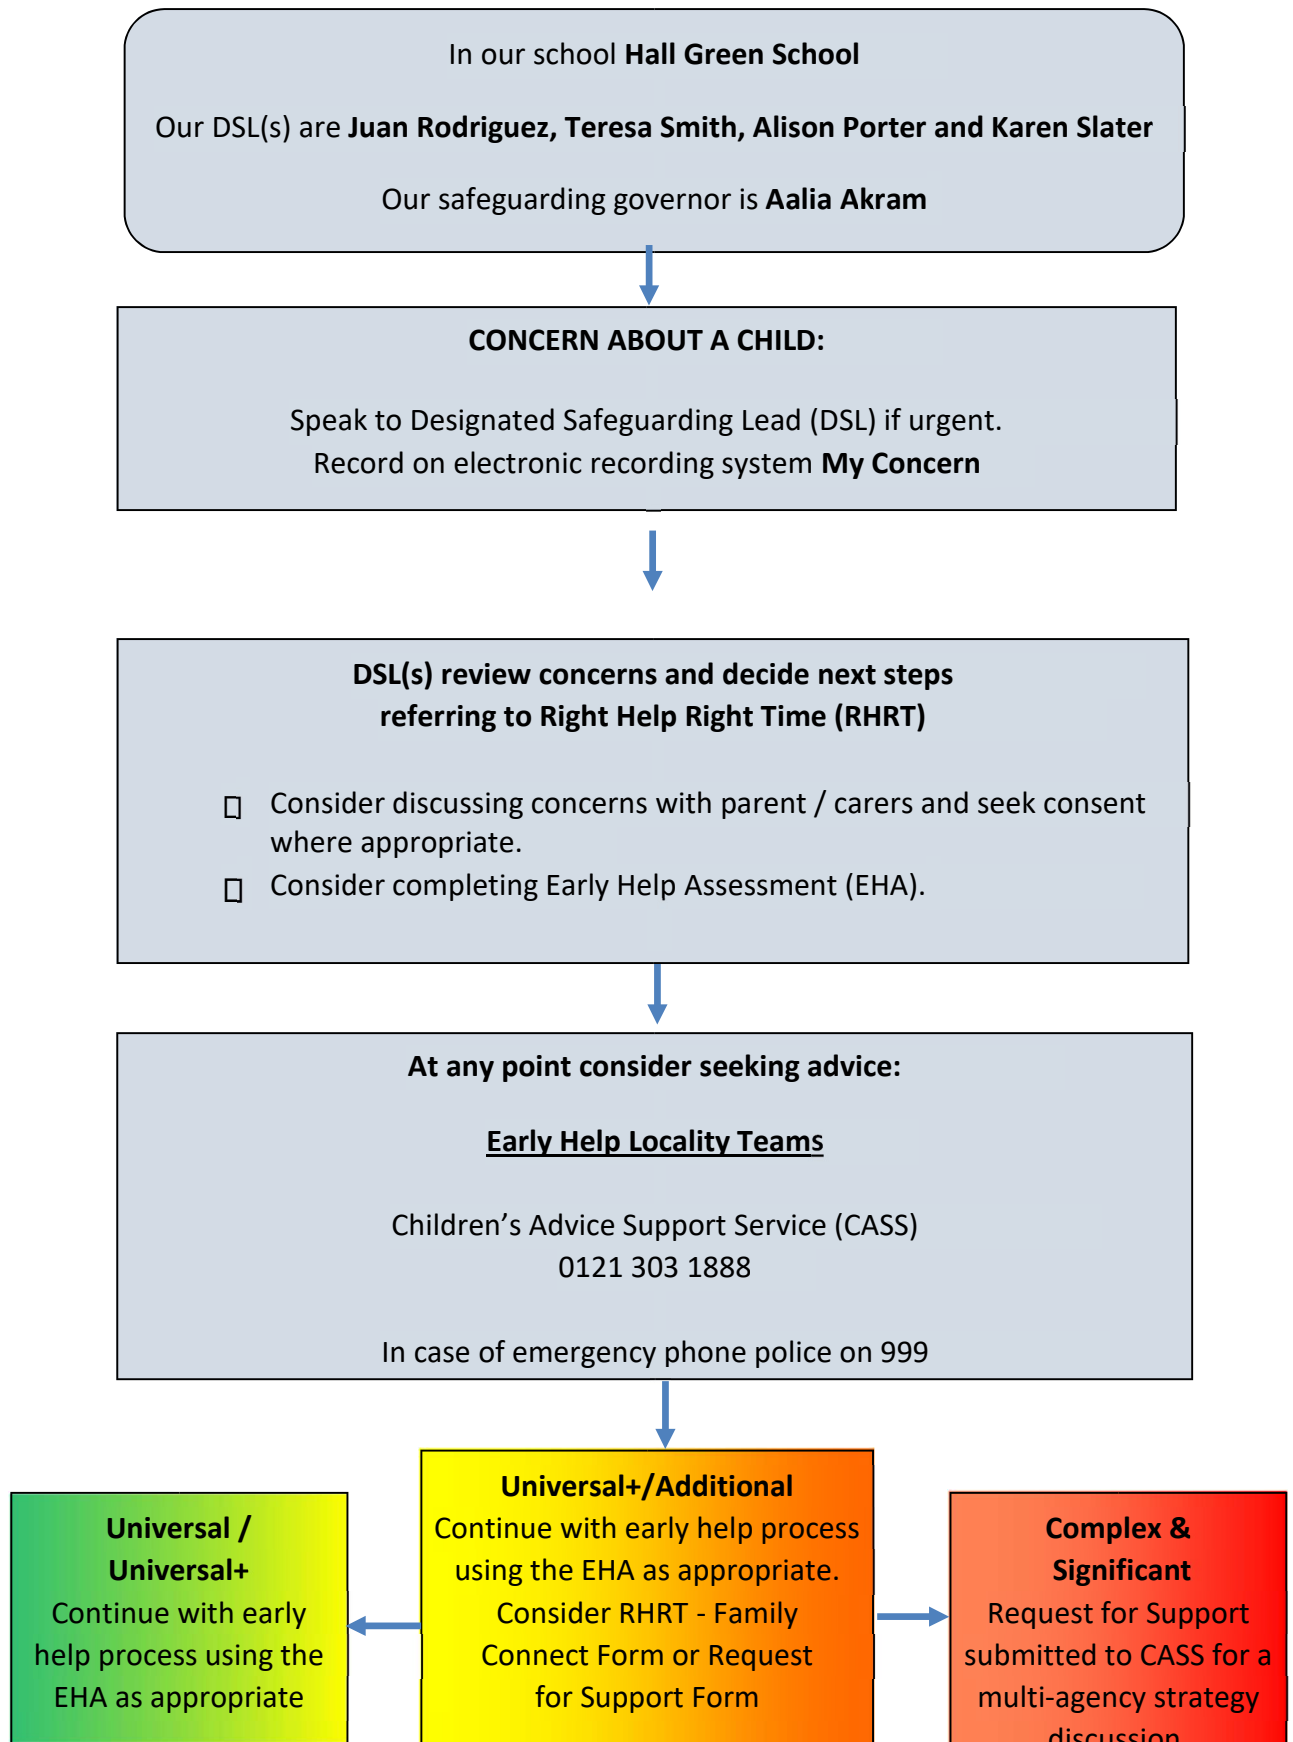 In our school Hall Green School
Our DSL(s) are Juan Rodriguez, Teresa Smith, Alison Porter and Karen Slater
Our safeguarding governor is Aalia Akram
CONCERN ABOUT A CHILD:
Speak to Designated Safeguarding Lead (DSL) if urgent.
Record on electronic recording system My Concern
DSL(s) review concerns and decide next steps
referring to Right Help Right Time (RHRT)
Consider discussing concerns with parent / carers and seek consent
where appropriate.
Consider completing Early Help Assessment (EHA).
At any point consider seeking advice:
Early Help Locality Teams
Children’s Advice Support Service (CASS)
0121 303 1888
In case of emergency phone police on 999
Universal /
Universal+
Continue with early
help process using the
EHA as appropriate
Universal+/Additional
Continue with early help process
using the EHA as appropriate.
Consider RHRT - Family
Connect Form or Request
for Support Form
Complex &
Significant
Request for Support
submitted to CASS for a
multi-agency strategy
discussion